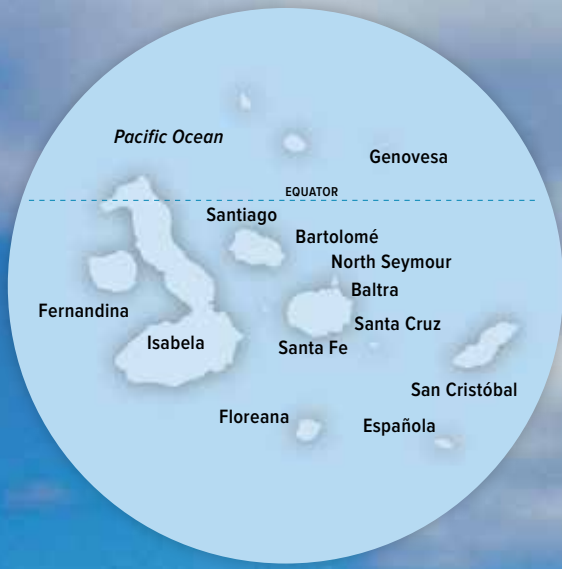 Pacific Ocean
Genovesa
EQUATOR
Santiago
Bartolomé
North Seymour
Baltra
Fernandina
Santa Cruz
Isabela
Santa Fe
San Cristóbal
Floreana
Española